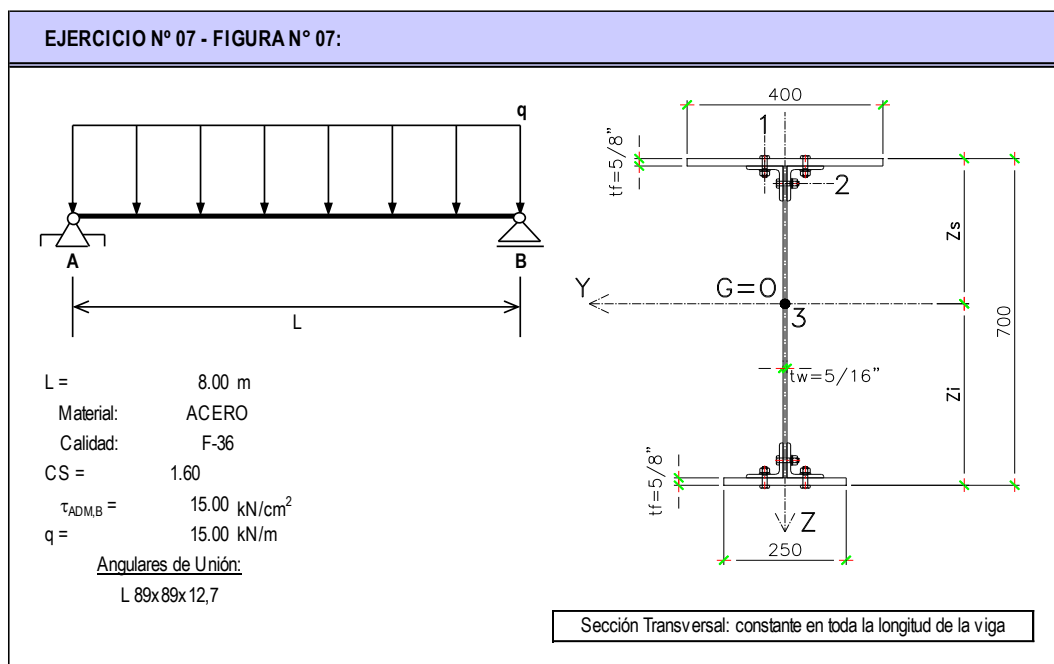 EJERCICIO Nº 07 - FIGURA N° 07:
q
A
B
L
L = 8.00 m
Material: ACERO
Calidad: F-36
CS = 1.60
τADM,B = 15.00 kN/cm²
q = 15.00 kN/m
Angulares de Unión:
L 89x89x12,7
400
1
tf=5/8"
2
Zs
Y
G=O
3
700
tw=5/16"
Zi
tf=5/8"
Z
250
Sección Transversal: constante en toda la longitud de la viga